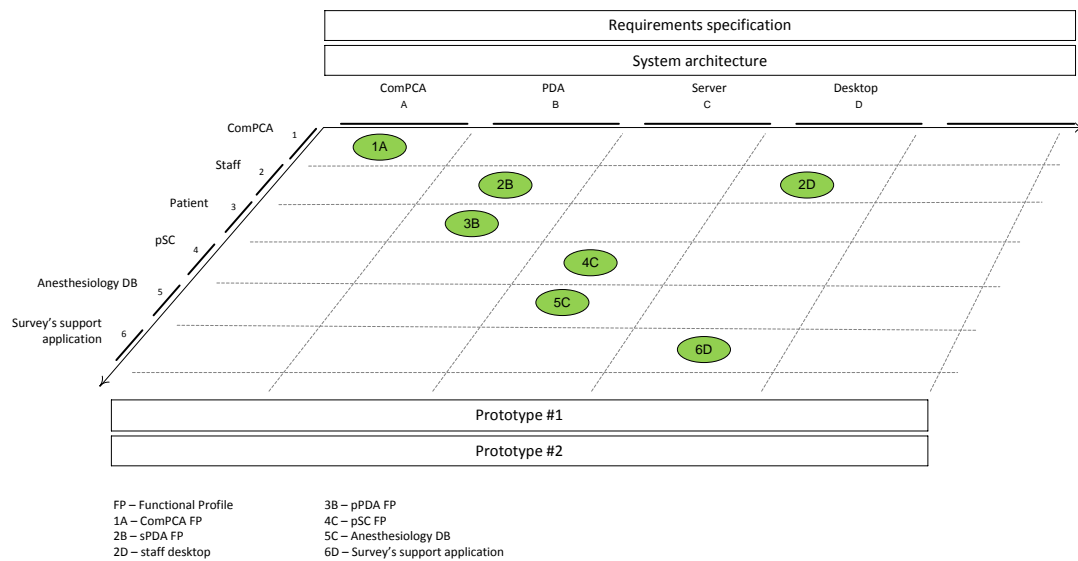 Requirements specification
System architecture
ComPCA
PDA
Server
Desktop
A
B
C
D
ComPCA
1
1A
Staff
2
2B
2D
Patient
3
3B
pSC
4
4C
Anesthesiology DB
5
5C
Survey’s support
application
6
6D
Prototype #1
Prototype #2
FP – Functional Profile
1A – ComPCA FP
2B – sPDA FP
2D – staff desktop
3B – pPDA FP
4C – pSC FP
5C – Anesthesiology DB
6D – Survey’s support application